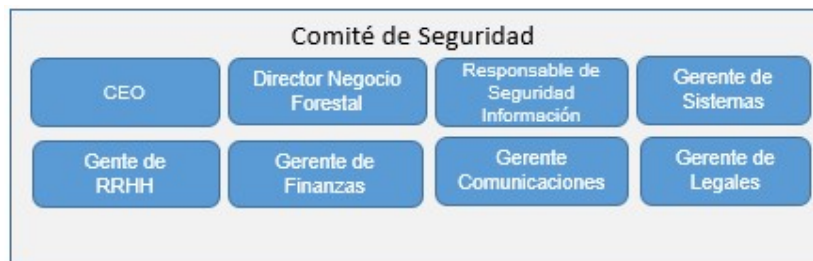 Comité de Seguridad
CEO
Director Negocio
Forestal
Responsable de
Seguridad
Información
Gerente de
Sistemas
Gente de
RRHH
Gerente de
Finanzas
Gerente
Comunicaciones
Gerente de
Legales